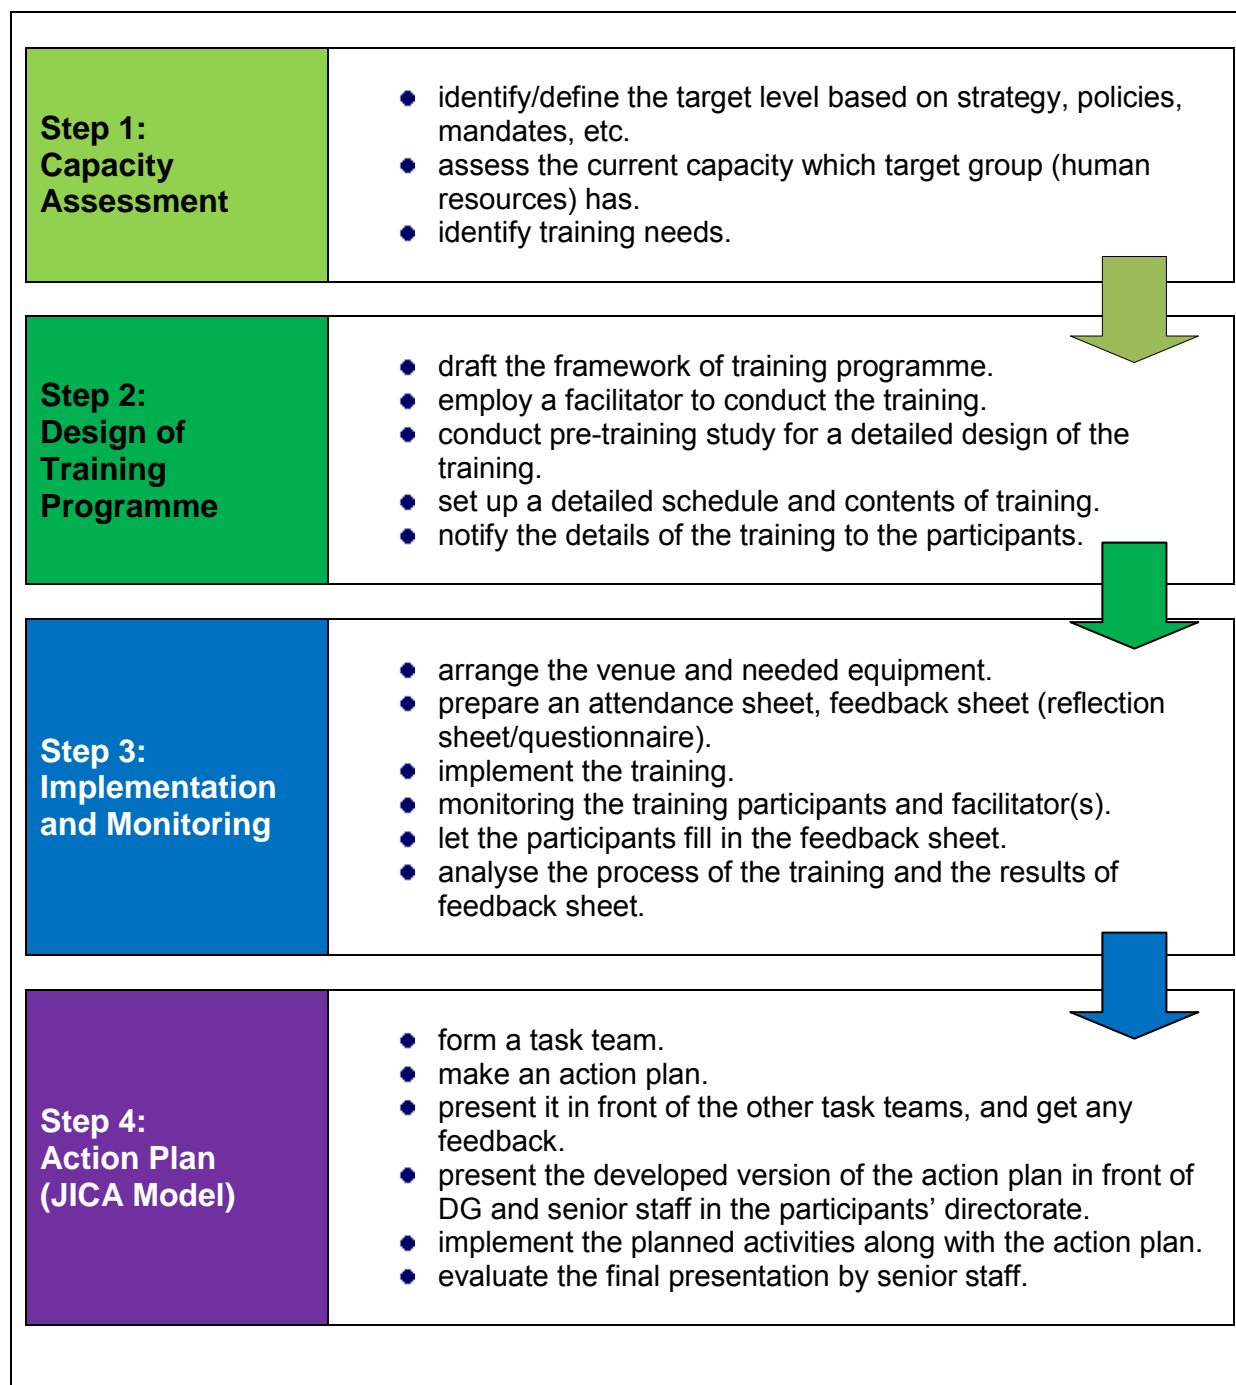 Step 1:
Capacity
Assessment
● identify/define the target level based on strategy, policies,
mandates, etc.
● assess the current capacity which target group (human
resources) has.
● identify training needs.
Step 2:
Design of
Training
Programme
● draft the framework of training programme.
● employ a facilitator to conduct the training.
● conduct pre-training study for a detailed design of the
training.
● set up a detailed schedule and contents of training.
● notify the details of the training to the participants.
Step 3:
Implementation
and Monitoring
● arrange the venue and needed equipment.
● prepare an attendance sheet, feedback sheet (reflection
sheet/questionnaire).
● implement the training.
● monitoring the training participants and facilitator(s).
● let the participants fill in the feedback sheet.
● analyse the process of the training and the results of
feedback sheet.
Step 4:
Action Plan
(JICA Model)
● form a task team.
● make an action plan.
● present it in front of the other task teams, and get any
feedback.
● present the developed version of the action plan in front of
DG and senior staff in the participants’ directorate.
● implement the planned activities along with the action plan.
● evaluate the final presentation by senior staff.